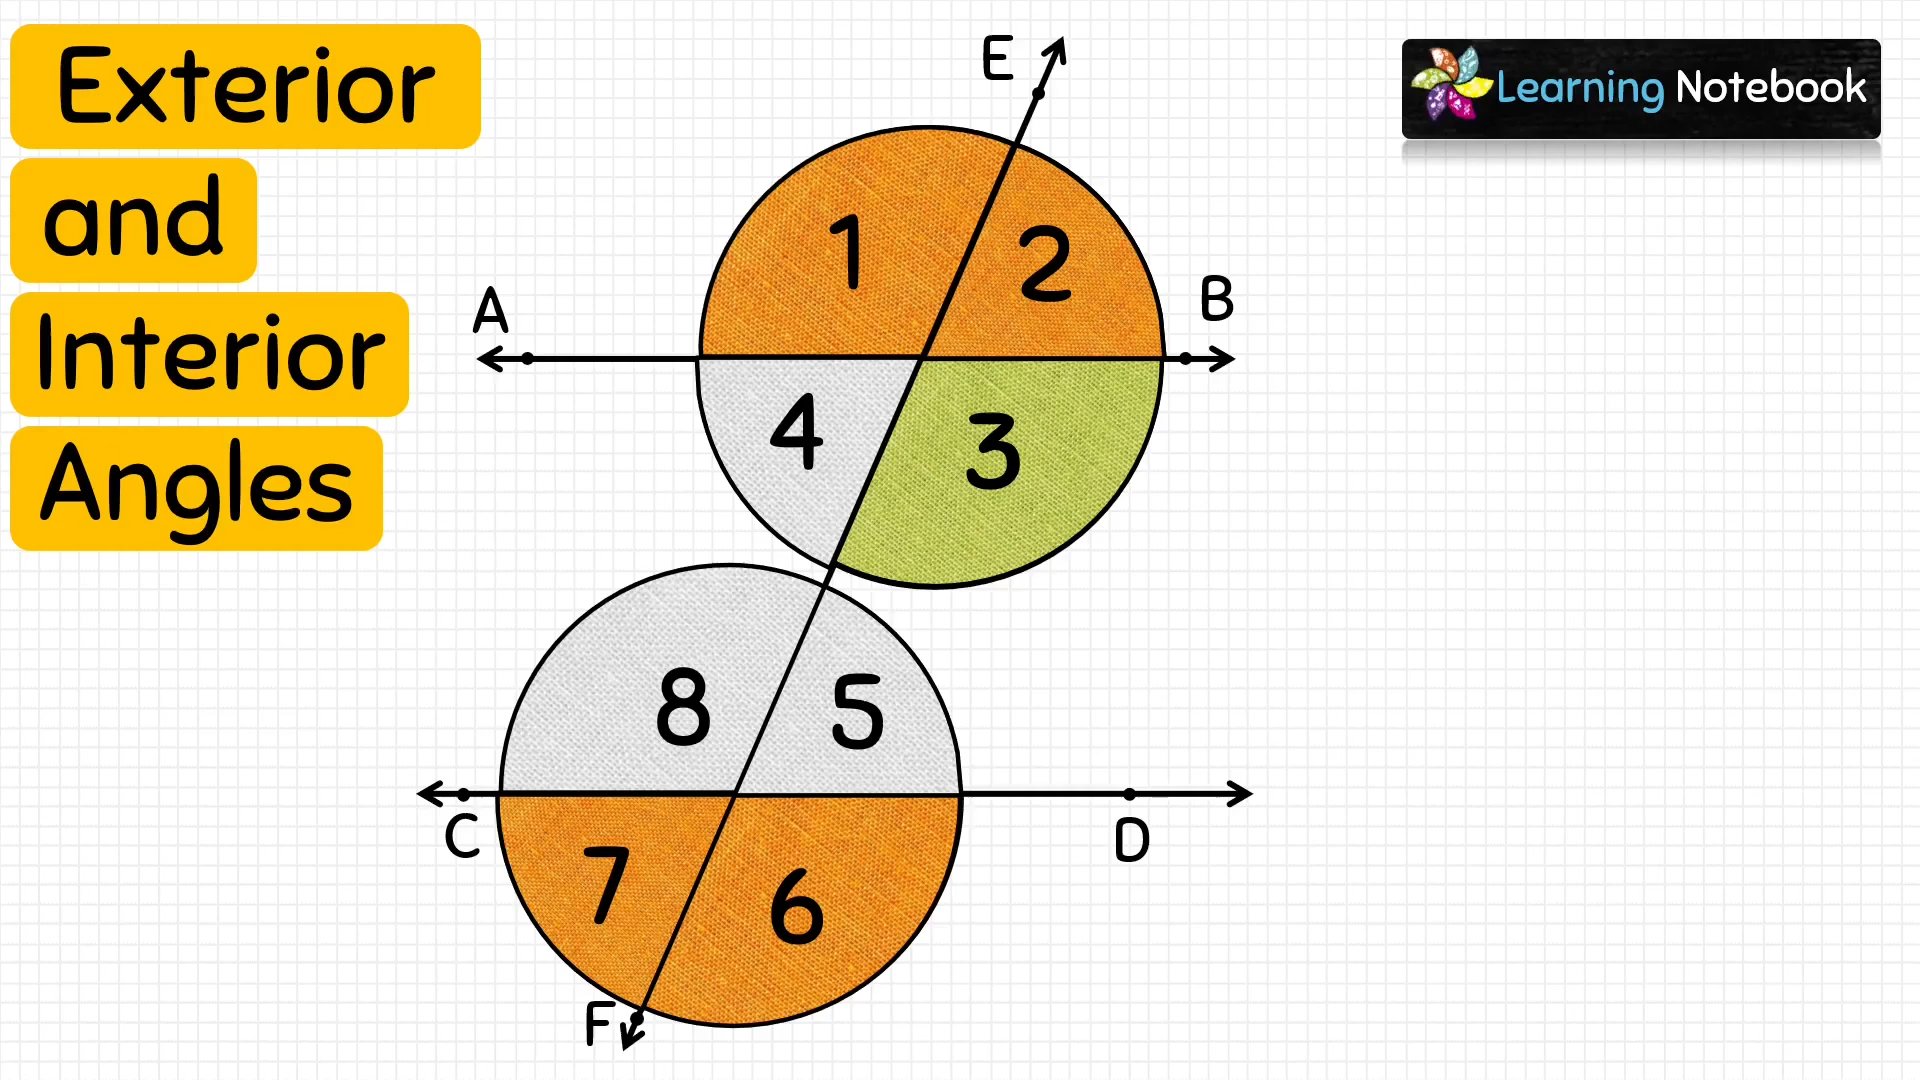 Exterior
and
Interior
Angles
Learning Notebook
E
1
2
A
B
4
3
8
5
C
D
7
6
F